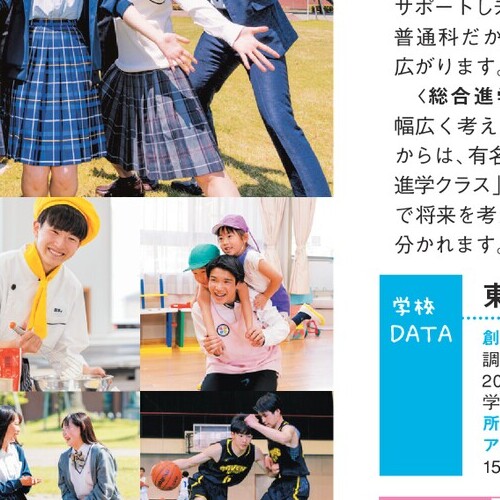 サポートし
普通科だか
広がります。
〈総合進学
幅広く考え
からは、有名
進学クラス」
で将来を考
分かれます。
学校
DATA
東
創
調
20
学
所
ア
15